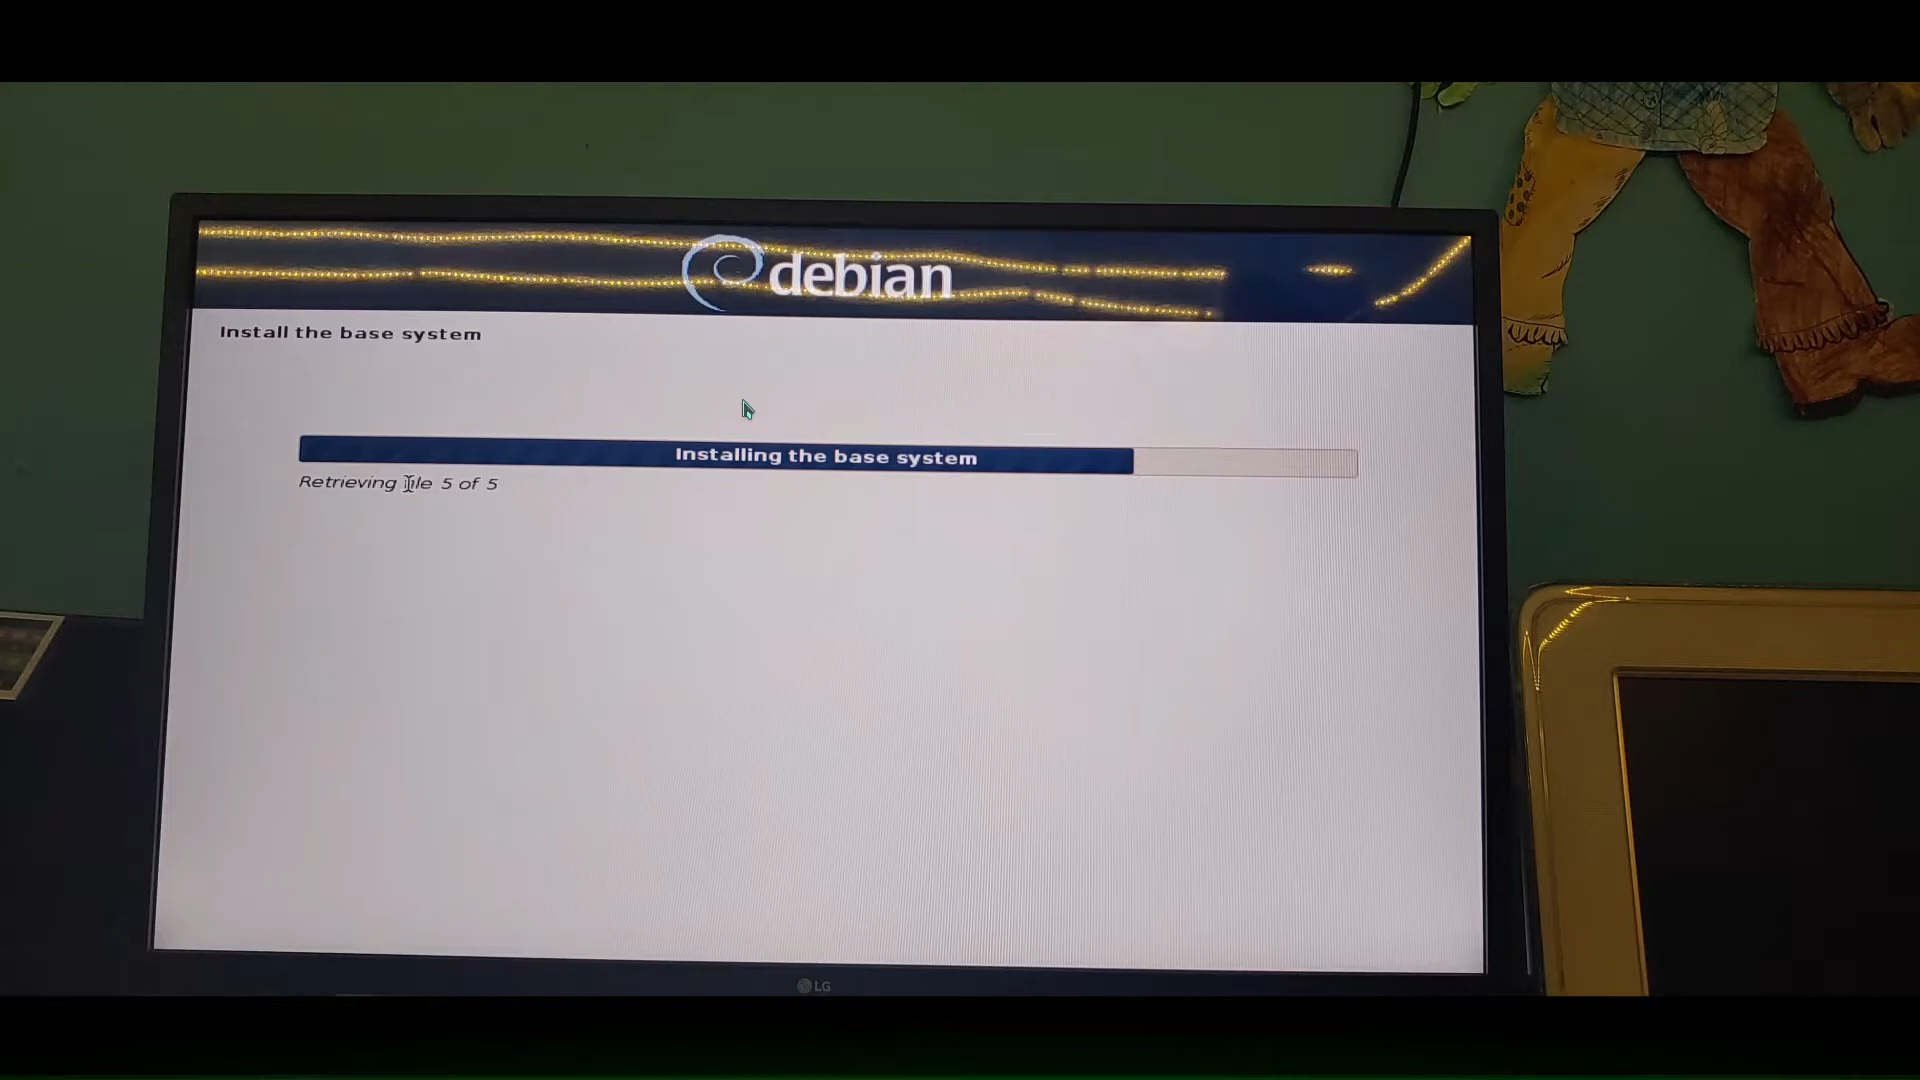 debian
Install the base system
Installing the base system
Retrieving file 5 of 5
LG